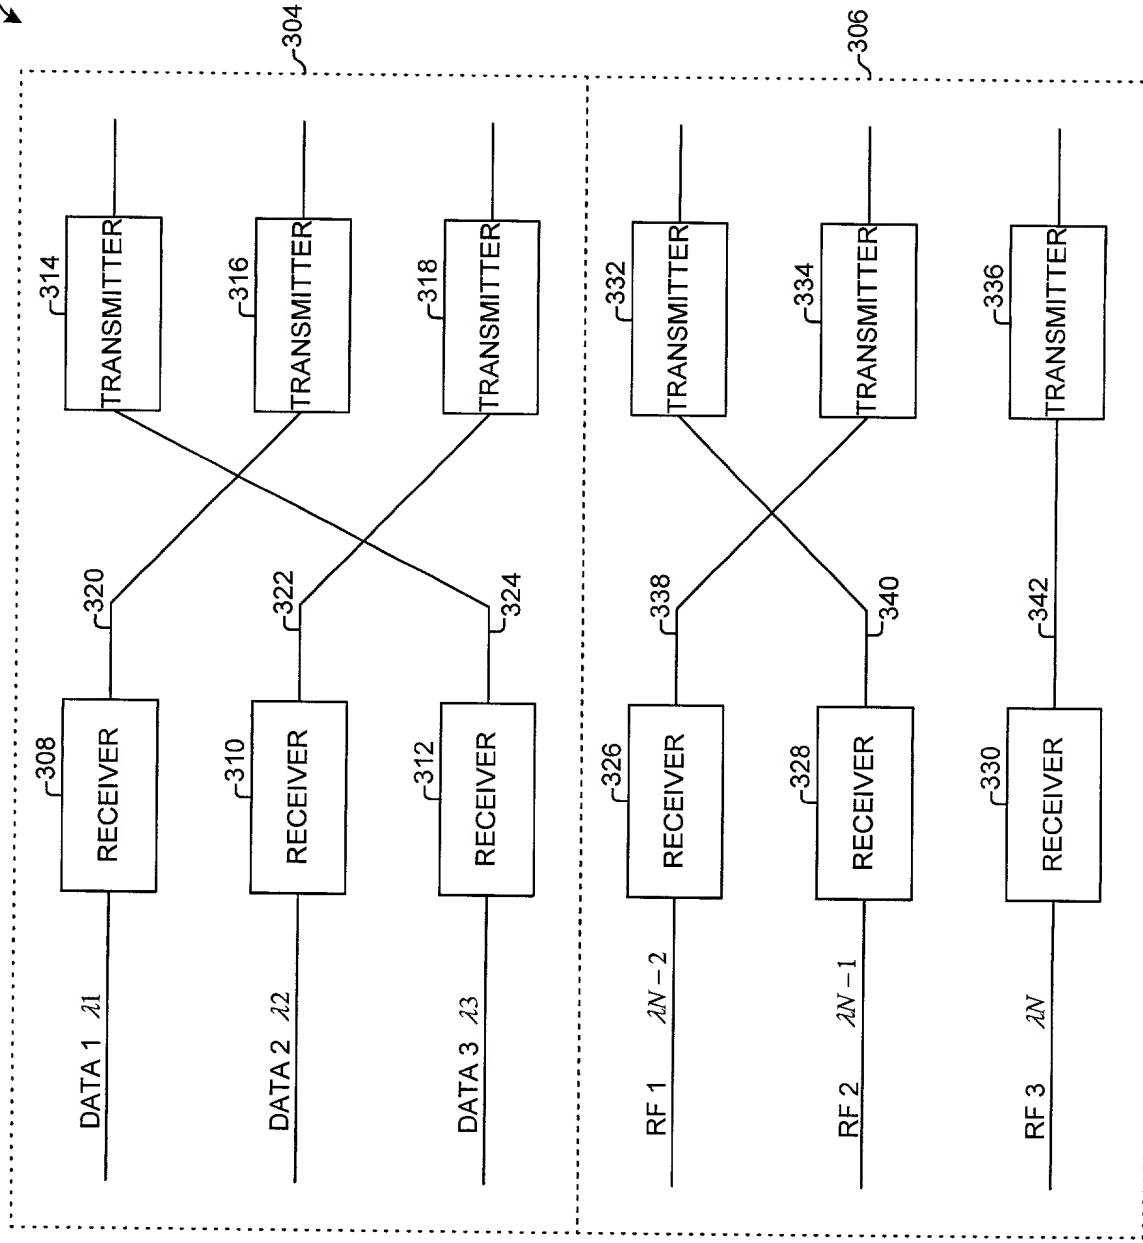 304
314
TRANSMITTER
316
TRANSMITTER
318
TRANSMITTER
320
322
324
308
RECEIVER
310
RECEIVER
312
RECEIVER
DATA 1 λ1
DATA 2 λ2
DATA 3 λ3
306
332
TRANSMITTER
334
TRANSMITTER
336
TRANSMITTER
338
340
342
326
RECEIVER
328
RECEIVER
330
RECEIVER
RF 1 λN-2
RF 2 λN-1
RF 3 λN